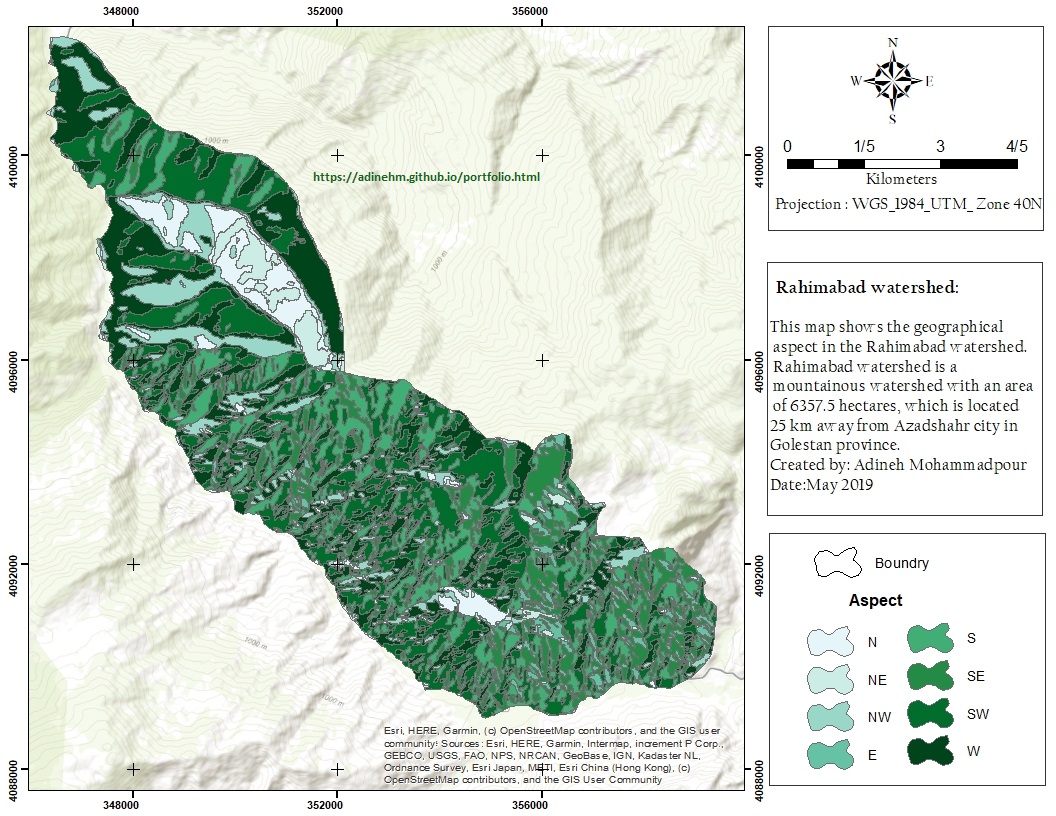 348000
352000
356000
4100000
4096000
4092000
4088000
1000 m
https://adinehm.github.io/portfolio.html
1000 m
1000 m
1000 m
Esri, HERE, Garmin, (c) OpenStreetMap contributors, and the GIS user
community! Sources: Esri, HERE, Garmin, Intermap, increment P Corp.,
GEBCO, USGS, FAO, NPS, NRCAN, GeoBase, IGN, Kadaster NL,
Ordnance Survey, Esri Japan, METI, Esri China (Hong Kong), (c)
OpenStreetMap contributors, and the GIS User Community
4100000
4096000
4092000
4088000
348000
352000
356000
N
W E
S
0 1/5 3 4/5
Kilometers
Projection : WGS_1984_UTM_ Zone 40N
Rahimabad watershed:
This map shows the geographical
aspect in the Rahimabad watershed.
Rahimabad watershed is a
mountainous watershed with an area
of 6357.5 hectares, which is located
25 km away from Azadshahr city in
Golestan province.
Created by: Adineh Mohammadpour
Date:May 2019
Boundry
Aspect
N
NE
NW
E
S
SE
SW
W